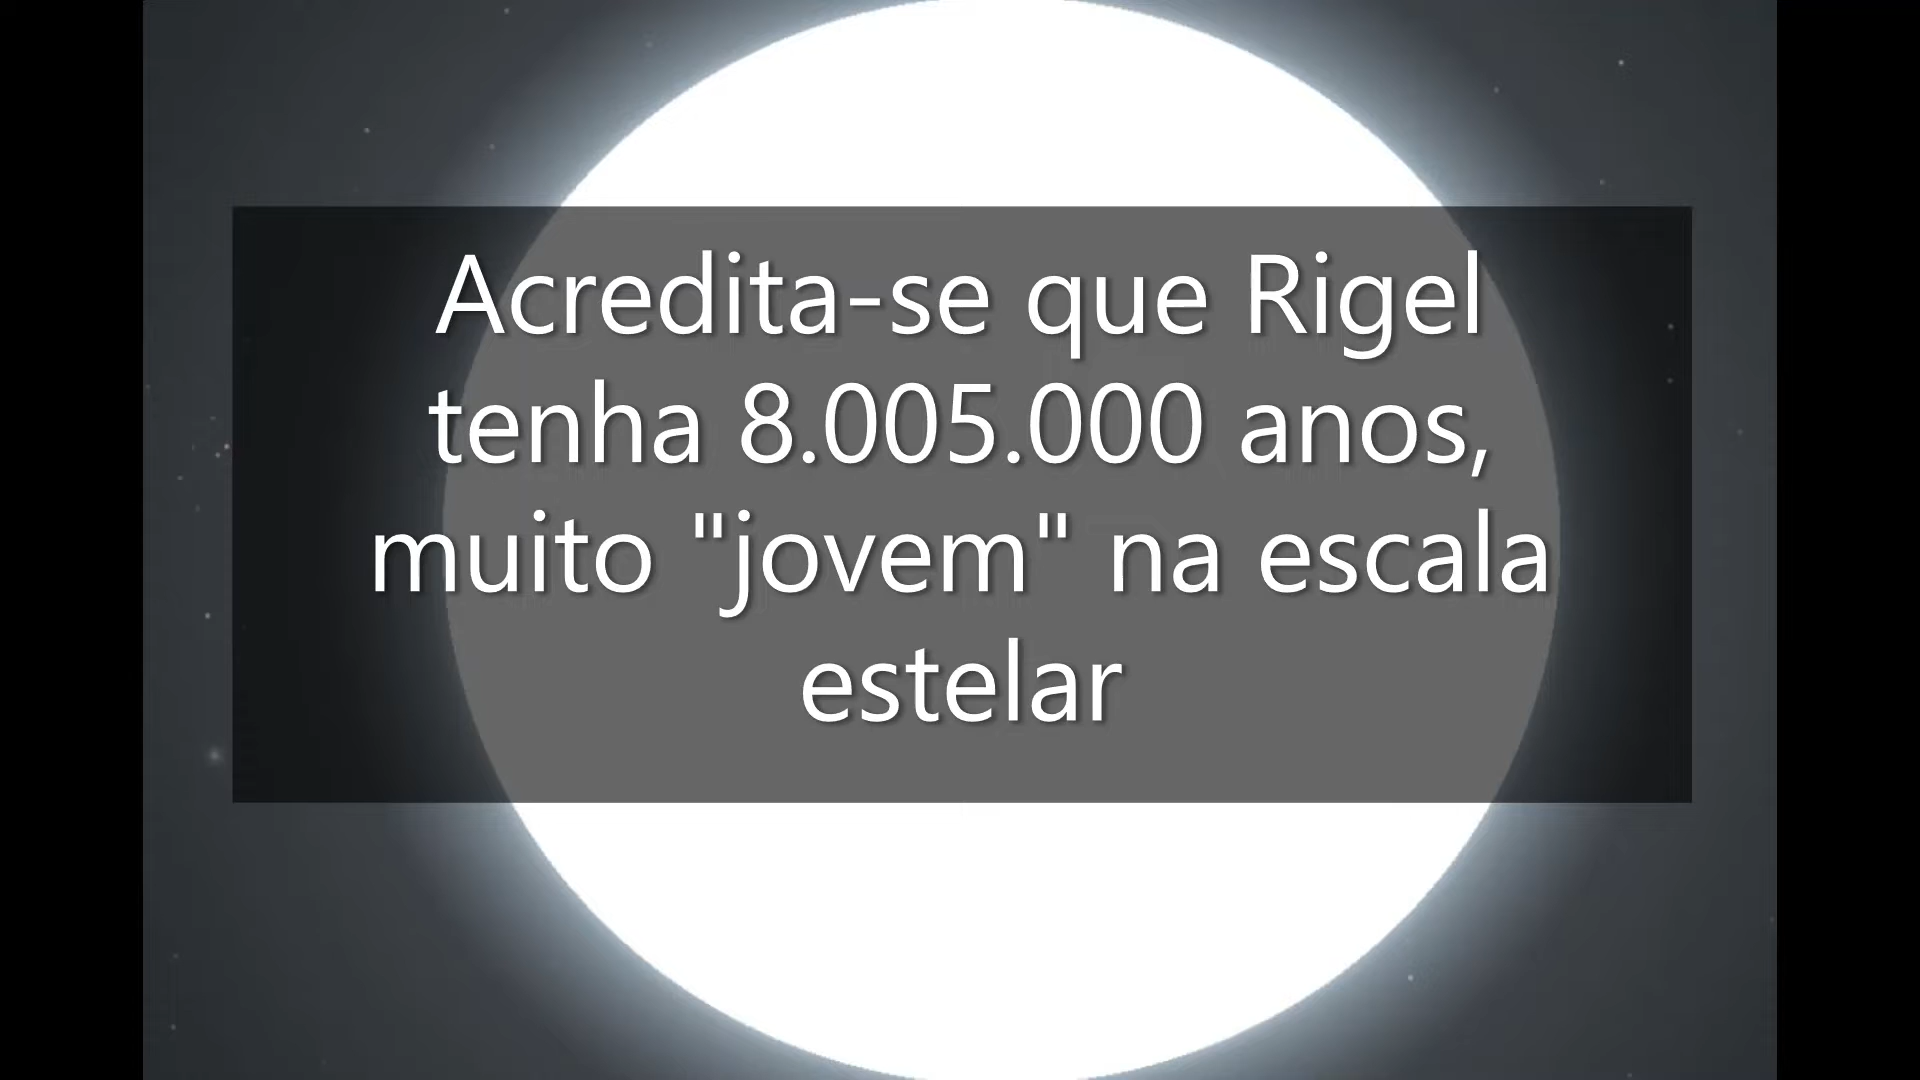 Acredita-se que Rigel
tenha 8.005.000 anos,
muito "jovem" na escala
estelar